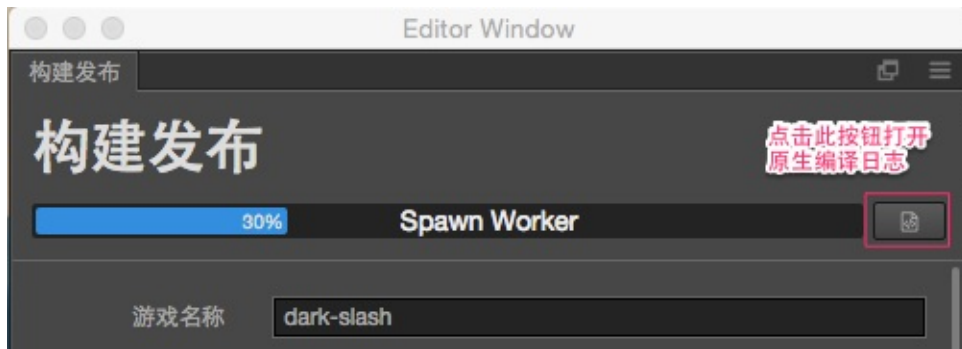 Editor Window
构建发布
构建发布
点击此按钮打开
原生编译日志
30%
Spawn Worker
游戏名称
dark-slash